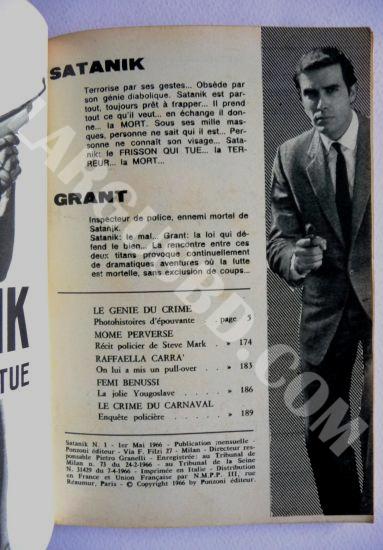 SATANIK
Terrorise par ses gestes... Obsède par
son génie diabolique. Satanik est par-
tout, toujours prêt à frapper... Il prend
tout ce qu'il veut... en échange il don-
ne... la MORT. Sous ses mille mas-
ques, personne ne sait qui il est... Per-
sonne ne connaît son visage... Sata-
nik: le FRISSON QUI TUE... la TER-
REUR... la MORT...
GRANT
Inspecteur de police, ennemi mortel de
Satanik.
Satanik: le mal... Grant: la loi qui dé-
fend le bien... La rencontre entre ces
deux titans provoque continuellement
de dramatiques aventures où la lutte
est mortelle, sans exclusion de coups...
LE GENIE DU CRIME
Photohistoires d'épouvante . page 5
MOME PERVERSE
Récit policier de Steve Mark . » 174
RAFFAELLA CARRA'
On lui a mis un pull-over . . » 183
FEMI BENUSSI
La jolie Yougoslave . . . . » 186
LE CRIME DU CARNAVAL
Enquête policière . . . . . » 189
Satanik N. 1 - 1er Mai 1966 - Publication mensuelle -
Ponzoni éditeur - Via F. Filzi 27 - Milan - Directeur res-
ponsable Pietro Granelli - Enregistrée: au Tribunal de
Milan n. 73 du 24-2-1966 - au Tribunal de la Seine
N. 31429 du 7-4-1966 - Imprimée en Italie - Distribution
en France et Union Française par N.M.P.P. III, rue
Réaumur, Paris - © Copyright 1966 by Ponzoni éditeur.
IK
TUE